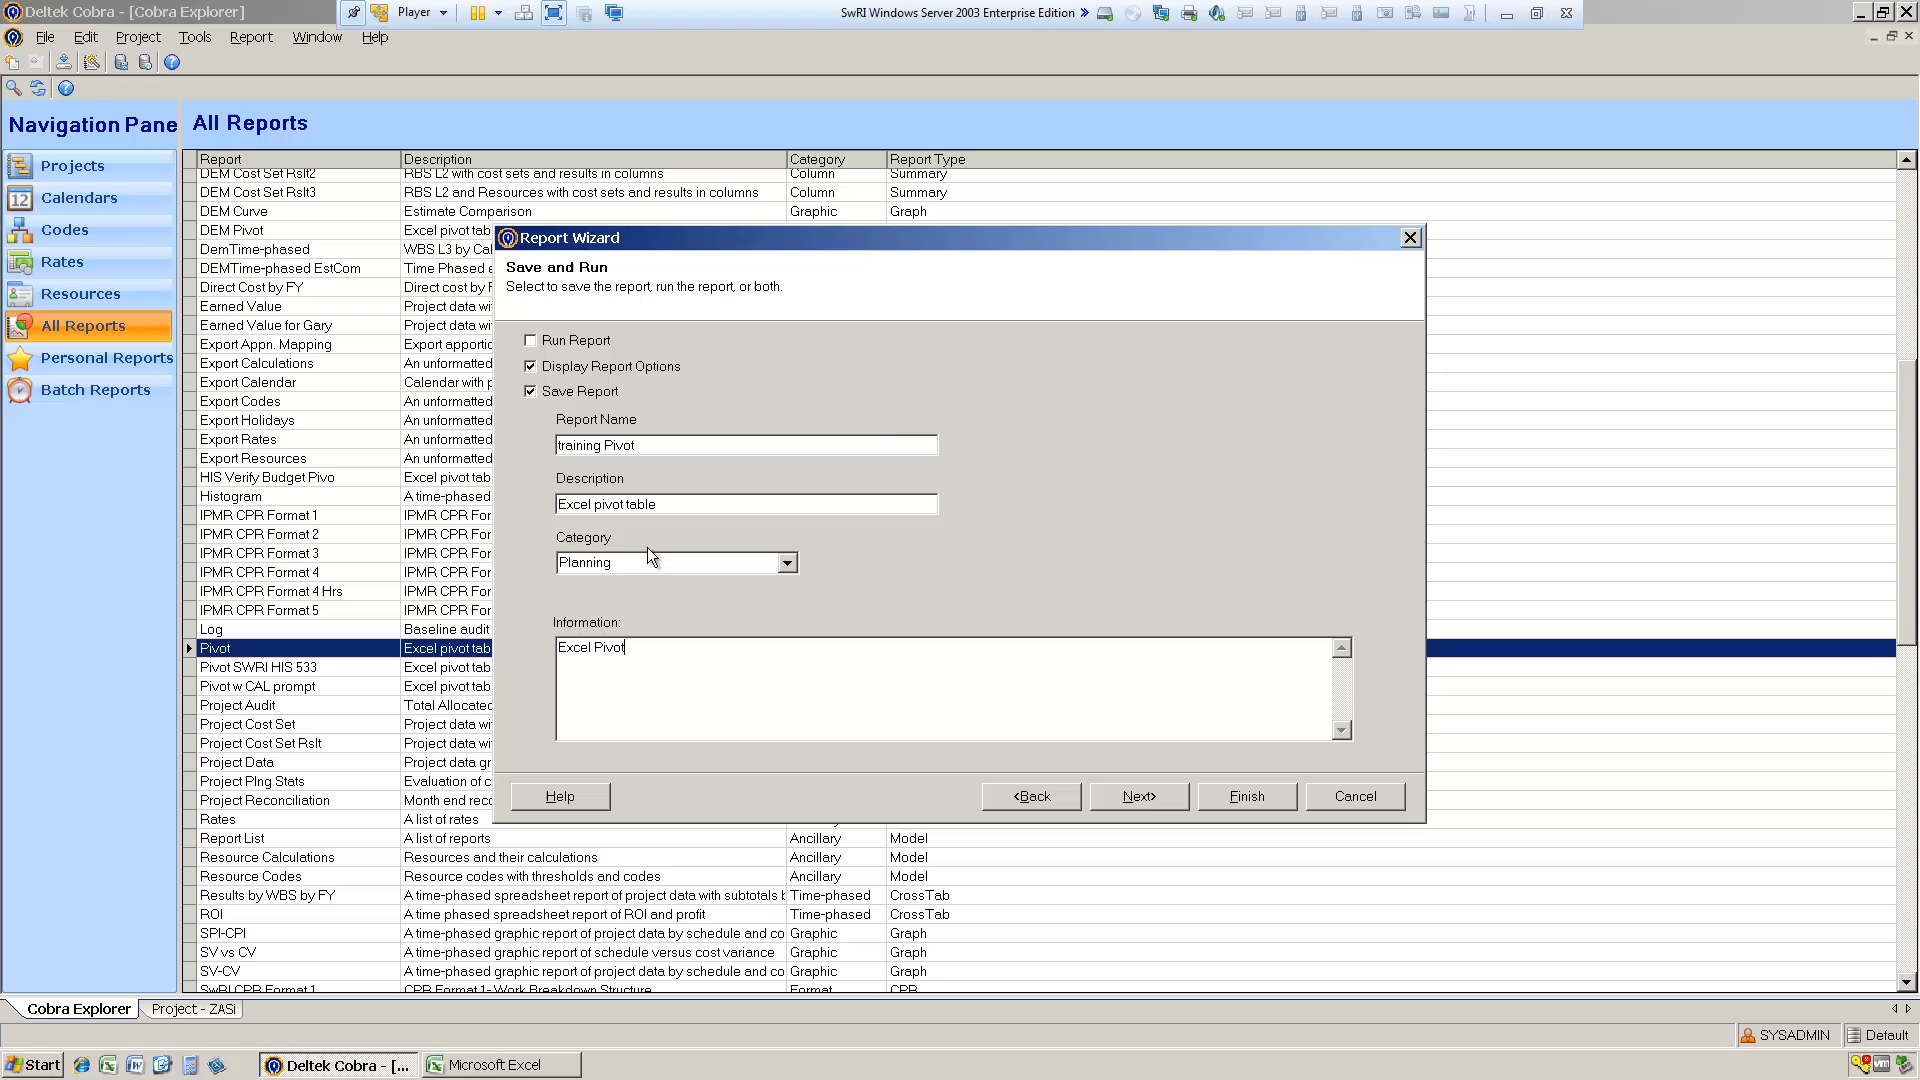 Deltek Cobra - [Cobra Explorer]
Player
SwRI Windows Server 2003 Enterprise Edition
File Edit Project Tools Report Window Help
Navigation Pane
All Reports
Projects
12
Calendars
Codes
Rates
Resources
All Reports
Personal Reports
Batch Reports
Report Description Category Report Type
DEM Cost Set Rslt2 RBS L2 with cost sets and results in columns Column Summary
DEM Cost Set Rslt3 RBS L2 and Resources with cost sets and results in columns Column Summary
DEM Curve Estimate Comparison Graphic Graph
DEM Pivot Excel pivot tab
DemTime-phased WBS L3 by Cal
DEMTime-phased EstCom Time Phased e
Direct Cost by FY Direct cost by F
Earned Value Project data wi
Earned Value for Gary Project data wi
Export Appn. Mapping Export apportic
Export Calculations An unformatted
Export Calendar Calendar with p
Export Codes An unformatted
Export Holidays An unformatted
Export Rates An unformatted
Export Resources An unformatted
HIS Verify Budget Pivo Excel pivot tab
Histogram A time-phased
IPMR CPR Format 1 IPMR CPR For
IPMR CPR Format 2 IPMR CPR For
IPMR CPR Format 3 IPMR CPR For
IPMR CPR Format 4 IPMR CPR For
IPMR CPR Format 4 Hrs IPMR CPR For
IPMR CPR Format 5 IPMR CPR For
Log Baseline audit
Pivot Excel pivot tab
Pivot SWRI HIS 533 Excel pivot tab
Pivot w CAL prompt Excel pivot tab
Project Audit Total Allocated
Project Cost Set Project data wi
Project Cost Set Rslt Project data wi
Project Data Project data gr
Project Plng Stats Evaluation of c
Project Reconciliation Month end reco
Rates A list of rates
Report List A list of reports Ancillary Model
Resource Calculations Resources and their calculations Ancillary Model
Resource Codes Resource codes with thresholds and codes Ancillary Model
Results by WBS by FY A time-phased spreadsheet report of project data with subtotals b Time-phased CrossTab
ROI A time phased spreadsheet report of ROI and profit Time-phased CrossTab
SPI-CPI A time-phased graphic report of project data by schedule and co Graphic Graph
SV vs CV A time-phased graphic report of schedule versus cost variance Graphic Graph
SV-CV A time-phased graphic report of project data by schedule and co Graphic Graph
SwRI CPR Format 1 CPR Format 1- Work Breakdown Structure Format CPR
Report Wizard
Save and Run
Select to save the report, run the report, or both.
Run Report
Display Report Options
Save Report
Report Name
training Pivot
Description
Excel pivot table
Category
Planning
Information:
Excel Pivot
Help <Back Next> Finish Cancel
Cobra Explorer Project - ZASi
SYSADMIN Default
Start Deltek Cobra - [... Microsoft Excel